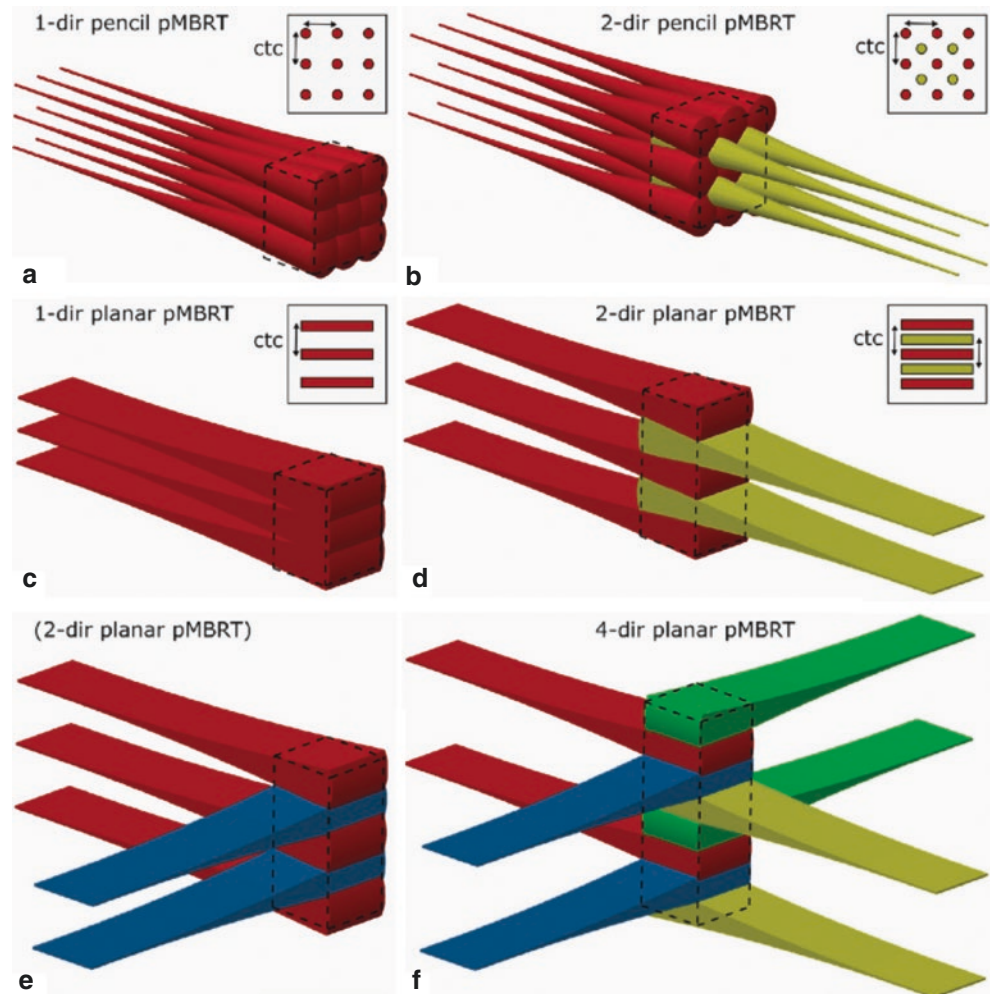 1-dir pencil pMBRT
ctc
a
2-dir pencil pMBRT
ctc
b
1-dir planar pMBRT
ctc
c
2-dir planar pMBRT
ctc
d
(2-dir planar pMBRT)
e
4-dir planar pMBRT
f